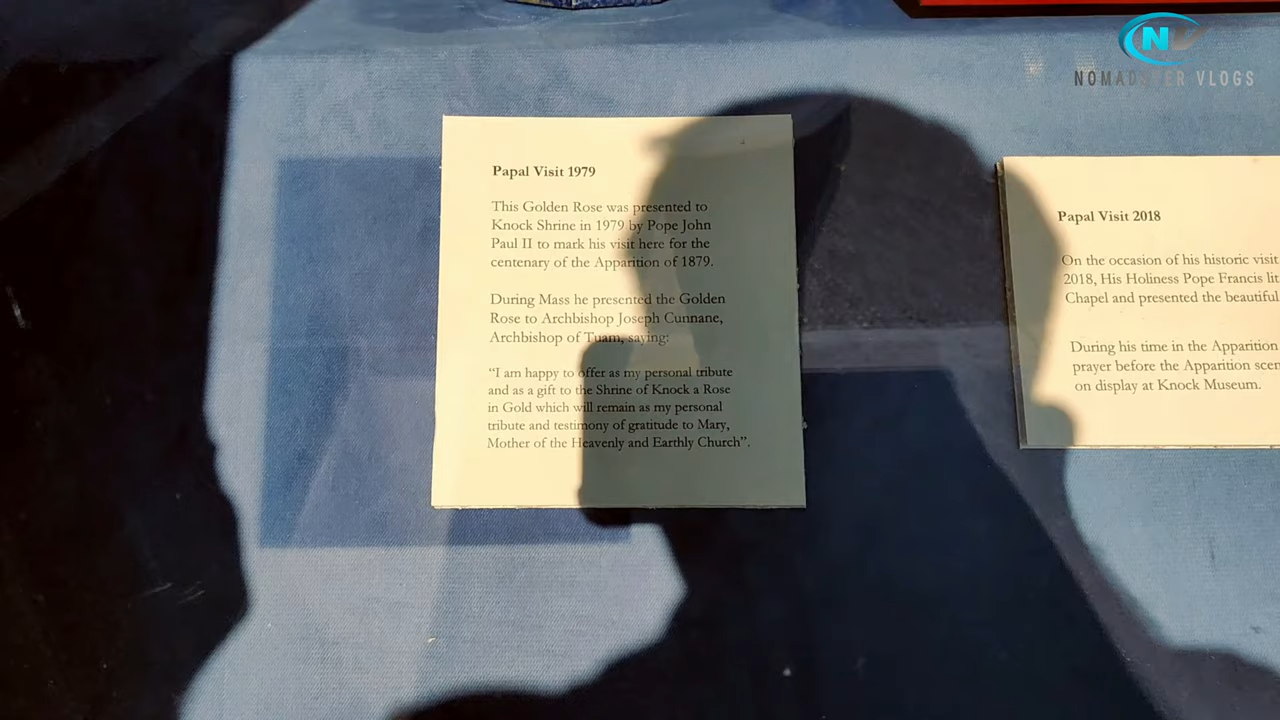 NOMAD VLOGS
Papal Visit 1979
This Golden Rose was presented to
Knock Shrine in 1979 by Pope John
Paul II to mark his visit here for the
centenary of the Apparition of 1879.
During Mass he presented the Golden
Rose to Archbishop Joseph Cunnane,
Archbishop of Tuam, saying:
“I am happy to offer as my personal tribute
and as a gift to the Shrine of Knock a Rose
in Gold which will remain as my personal
tribute and testimony of gratitude to Mary,
Mother of the Heavenly and Earthly Church”.
Papal Visit 2018
On the occasion of his historic visit
2018, His Holiness Pope Francis lit
Chapel and presented the beautiful
During his time in the Apparition
prayer before the Apparition
on display at Knock Museum.